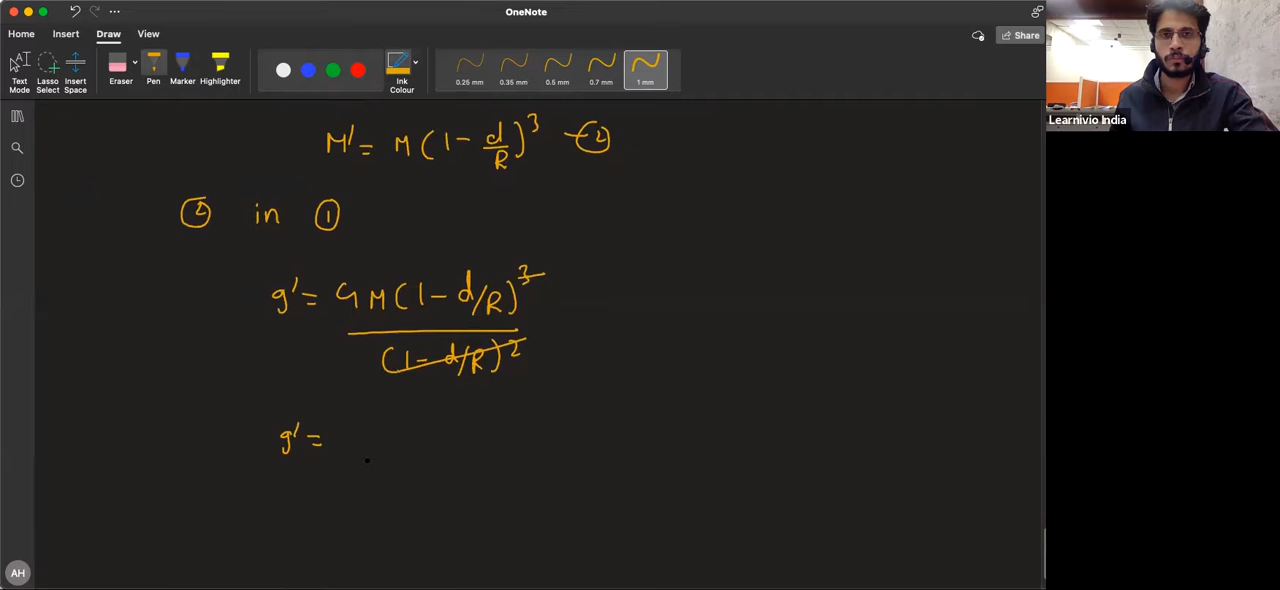 OneNote
Home Insert Draw View
Share
Text Mode
Lasso Select
Insert Space
Eraser
Pen
Marker
Highlighter
Ink Colour
0.25 mm
0.35 mm
0.5 mm
0.7 mm
1 mm
Learnivio India
M' = M(1 - d/R)³ - ②
② in ①
g' = GM(1 - d/R)³
(1 - d/R)²
g' =
AH